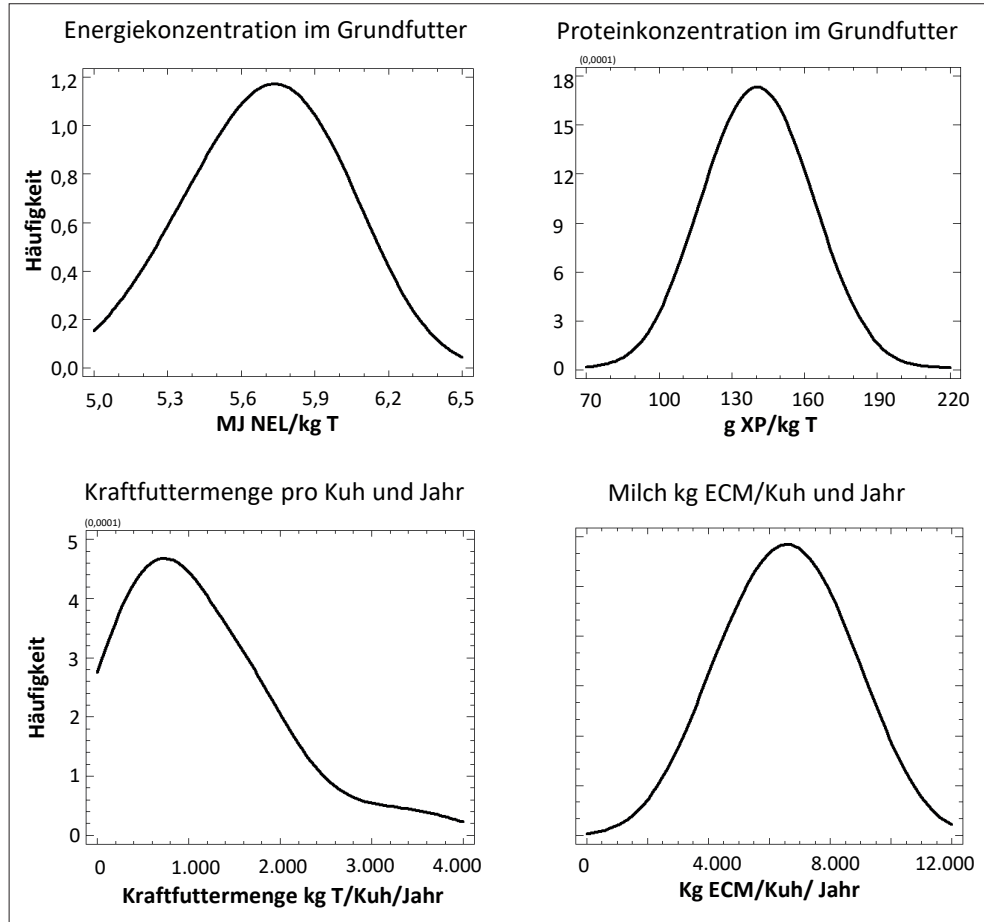 Energiekonzentration im Grundfutter
Häufigkeit
1,2
1,0
0,8
0,6
0,4
0,2
0,0
5,0 5,3 5,6 5,9 6,2 6,5
MJ NEL/kg T
Proteinkonzentration im Grundfutter
(0,0001)
18
12
9
6
3
0
70 100 130 160 190 220
g XP/kg T
Kraftfuttermenge pro Kuh und Jahr
(0,0001)
Häufigkeit
5
4
3
2
1
0
0 1.000 2.000 3.000 4.000
Kraftfuttermenge kg T/Kuh/Jahr
Milch kg ECM/Kuh und Jahr
0 4.000 8.000 12.000
Kg ECM/Kuh/ Jahr